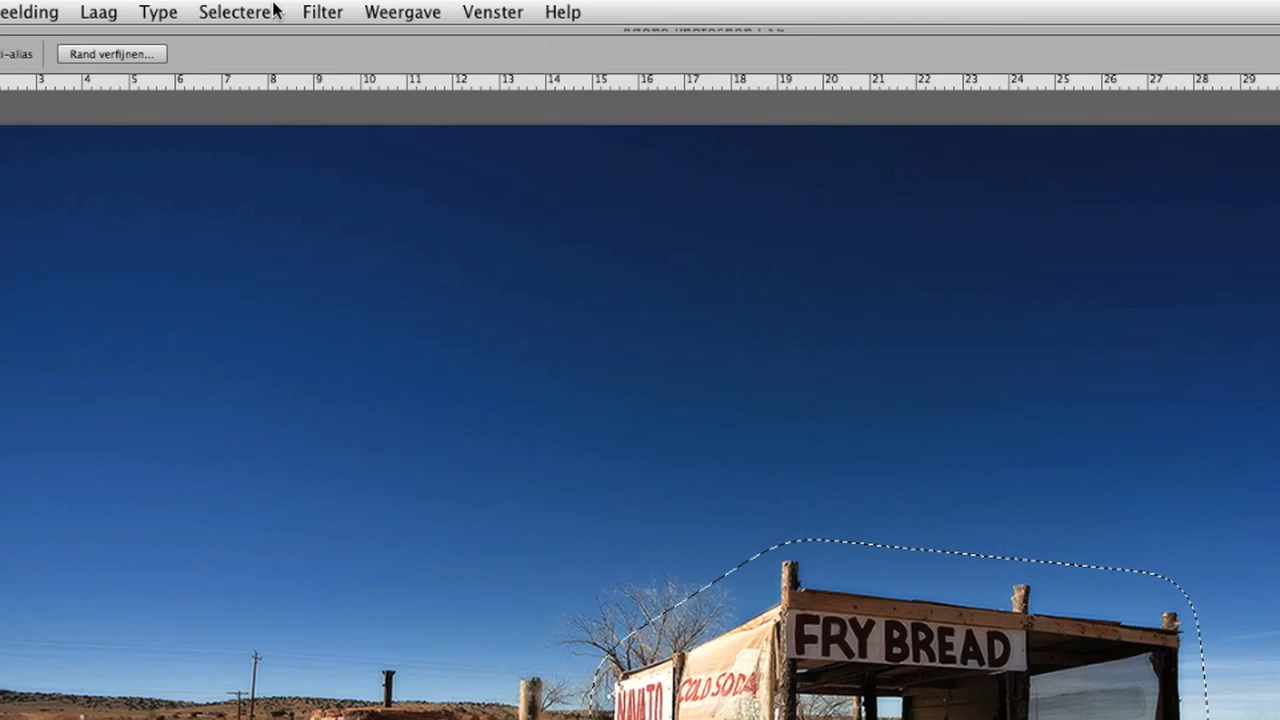 eelding Laag Type Selecteren Filter Weergave Venster Help
i-alias Rand verfijnen...
3 4 5 6 7 8 9 10 11 12 13 14 15 16 17 18 19 20 21 22 23 24 25 26 27 28 29
FRY BREAD
COLD SODA
NAVAJO